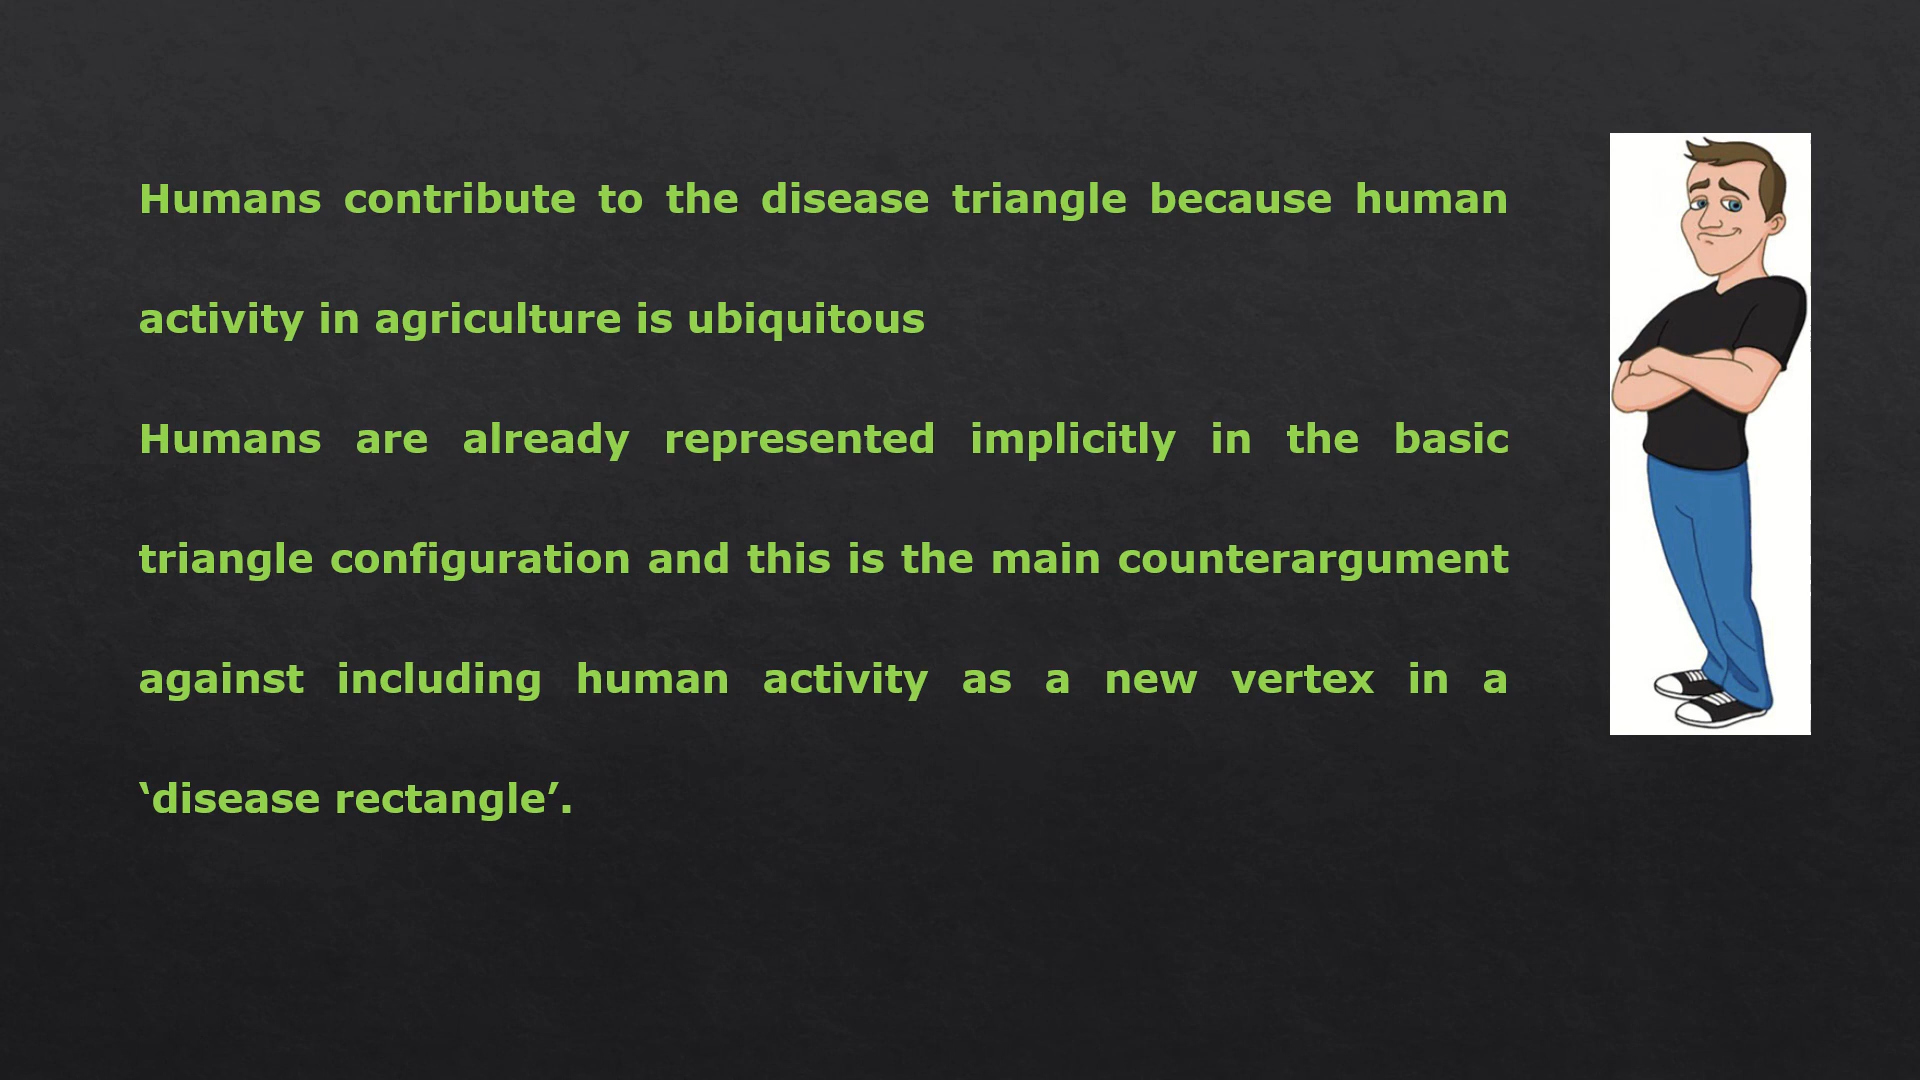 Humans contribute to the disease triangle because human
activity in agriculture is ubiquitous
Humans are already represented implicitly in the basic
triangle configuration and this is the main counterargument
against including human activity as a new vertex in a
‘disease rectangle’.